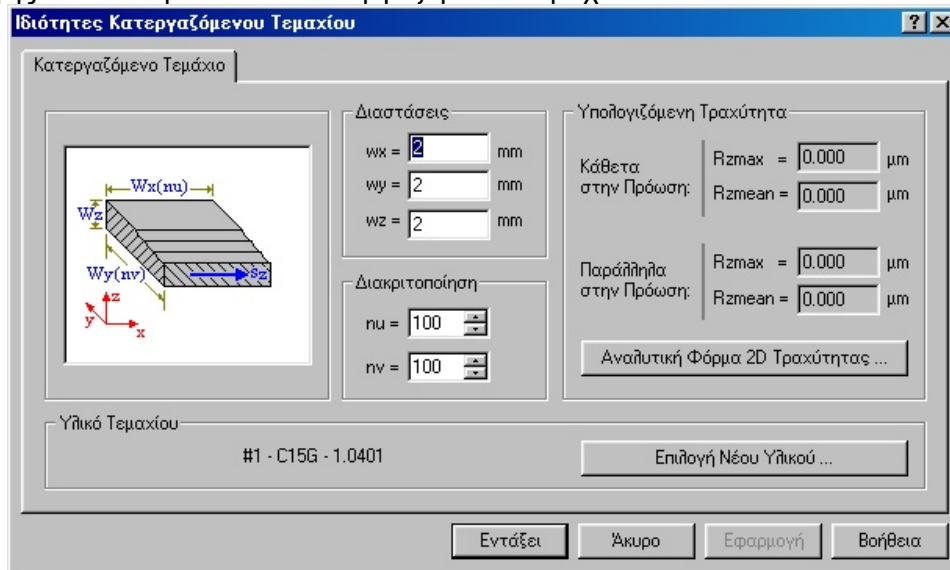 Ιδιότητες Κατεργαζόμενου Τεμαχίου
Κατεργαζόμενο Τεμάχιο
Wx(nu)
Wz
Wy(nv)
sz
z
y
x
Διαστάσεις
wx = 2 mm
wy = 2 mm
wz = 2 mm
Διακριτοποίηση
nu = 100
nv = 100
Υπολογιζόμενη Τραχύτητα
Κάθετα
στην Πρόωση:
Rzmax = 0.000 μm
Rzmean = 0.000 μm
Παράλληλα
στην Πρόωση:
Rzmax = 0.000 μm
Rzmean = 0.000 μm
Αναλυτική Φόρμα 2D Τραχύτητας ...
Υλικό Τεμαχίου
#1 - C15G - 1.0401
Επιλογή Νέου Υλικού ...
Εντάξει
Άκυρο
Εφαρμογή
Βοήθεια